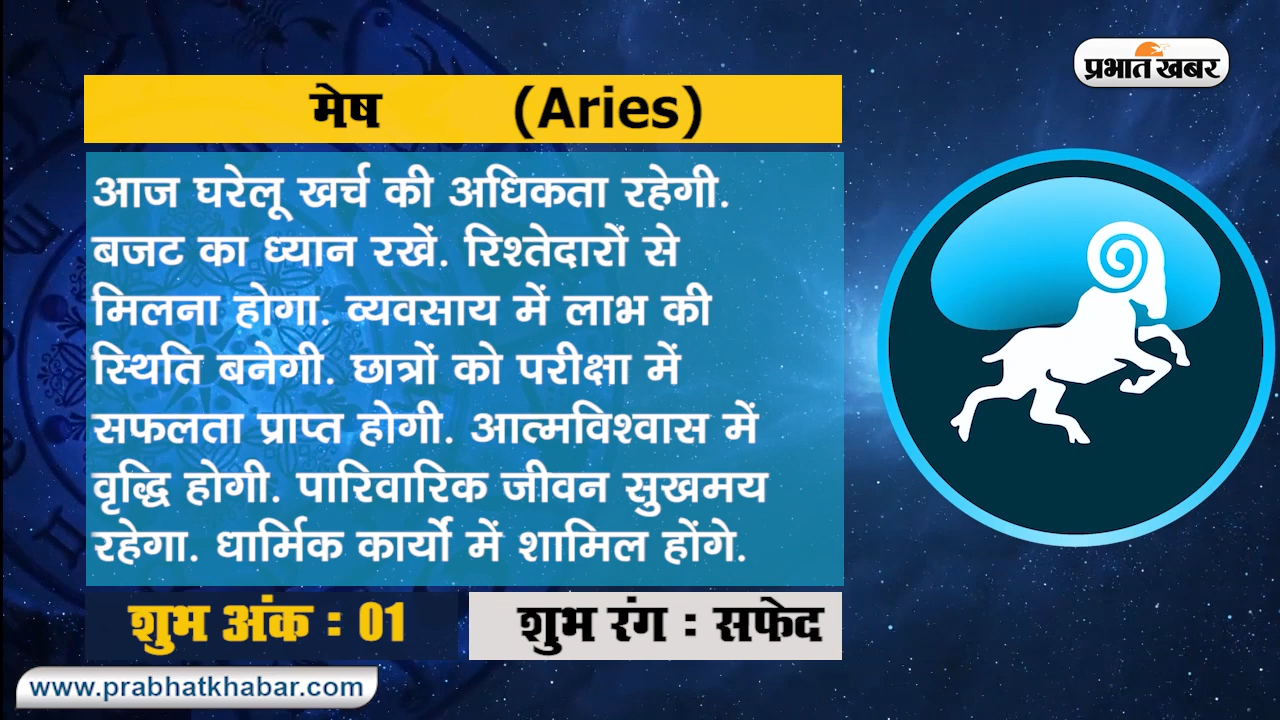 प्रभात खबर
मेष (Aries)
आज घरेलू खर्च की अधिकता रहेगी.
बजट का ध्यान रखें. रिश्तेदारों से
मिलना होगा. व्यवसाय में लाभ की
स्थिति बनेगी. छात्रों को परीक्षा में
सफलता प्राप्त होगी. आत्मविश्वास में
वृद्धि होगी. पारिवारिक जीवन सुखमय
रहेगा. धार्मिक कार्यो में शामिल होंगे.
शुभ अंक : 01 शुभ रंग : सफेद
www.prabhatkhabar.com